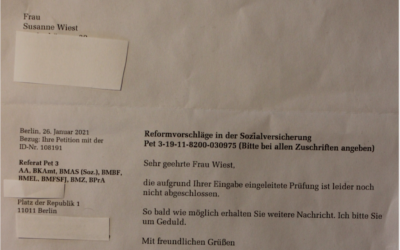 Frau
Susanne Wiest
Berlin, 26. Januar 2021
Bezug: Ihre Petition mit der
ID-Nr. 108191
Referat Pet 3
AA, BKAmt, BMAS (Soz.), BMBF,
BMEL, BMFSFJ, BMZ, BPrA
Platz der Republik 1
11011 Berlin
Reformvorschläge in der Sozialversicherung
Pet 3-19-11-8200-030975 (Bitte bei allen Zuschriften angeben)
Sehr geehrte Frau Wiest,
die aufgrund Ihrer Eingabe eingeleitete Prüfung ist leider noch
nicht abgeschlossen.
So bald wie möglich erhalten Sie weitere Nachricht. Ich bitte Sie
um Geduld.
Mit freundlichen Grüßen